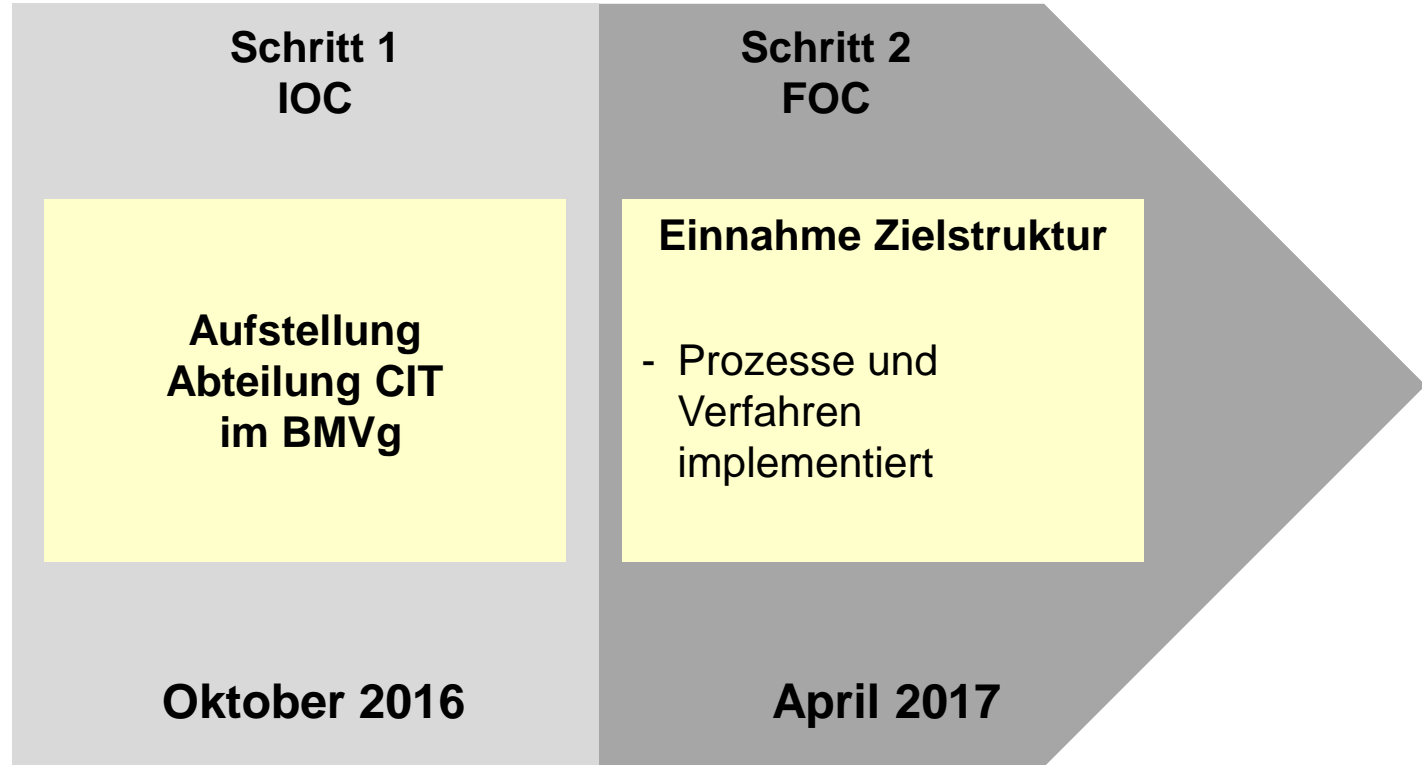 Schritt 1
IOC
Aufstellung
Abteilung CIT
im BMVg
Oktober 2016
Schritt 2
FOC
Einnahme Zielstruktur
- Prozesse und
Verfahren
implementiert
April 2017